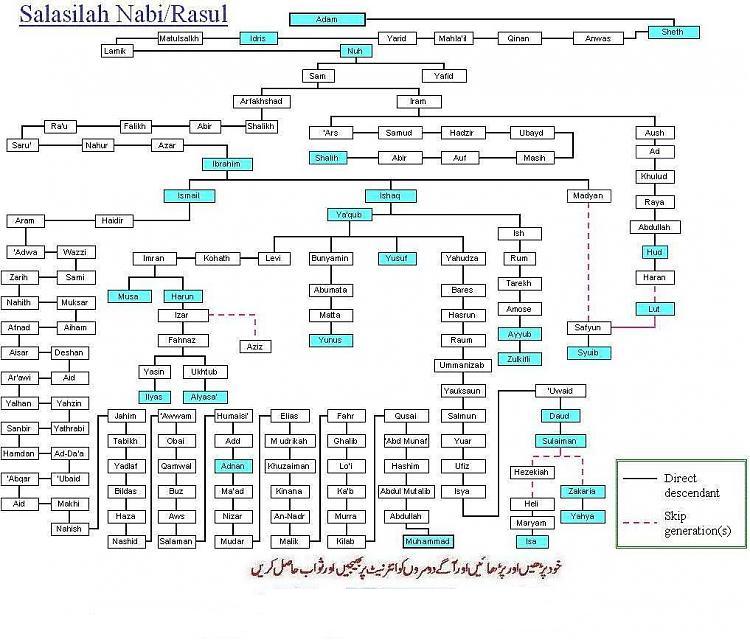 Salasilah Nabi/Rasul
Adam
Sheth
Matulsalkh Idris Yarid Mahla'il Qinan Anwas
Lamik Nuh
Sam Yafid
Arfakhshad Iram
Ra'u Falikh Abir Shalikh
'Ars Samud Hadzir Ubayd Aush
Saru' Nahur Azar
Ibrahim Shalih Abir Auf Masih Ad
Khulud
Ismail Ishaq Madyan
Raya
Aram Haidir Ya'qub Abdullah
Ish
'Adwa Wazzi Imran Kohath Levi Bunyamin Yusuf Yahudza Rum Hud
Zarih Sami Tarekh Haran
Musa Harun Abumata Bares
Nahith Muksar Izar Matta Hasrun Amose Lut
Afnad Aiham Fahnaz Aziz Yunus Raum Ayyub Safyun
Aisar Deshan Zulkifli Syuib
Ar'awi Aid Yasin Ukhtub Ummanizab
Yalhan Yahzin Ilyas Alyasa' Yauksaun 'Uwaid
Sanbir Yathrabi Jahim 'Awwam Humaisi' Elias Fahr Qusai Salmun Daud
Hamdan Ad-Da'a Tabikh Obai Add Mudrikah Ghalib 'Abd Munaf Yuar Sulaiman
'Abqar 'Ubaid Yadlaf Qamwal Adnan Khuzaiman Lo'i Hashim Ufiz Hezekiah
Aid Makhi Bildas Buz Ma'ad Kinana Ka'b Abdul Mutalib Isya Heli Zakaria
Nahish Haza Aws Nizar An-Nadr Murra Abdullah Maryam Yahya
Nashid Salaman Mudar Malik Kilab Muhammad Isa
Direct
descendant
Skip
generation(s)
خود پڑھیں اور پڑھائیں اور آگے دوسروں کو انٹرنیٹ پر بھیجیں اور ثواب حاصل کریں